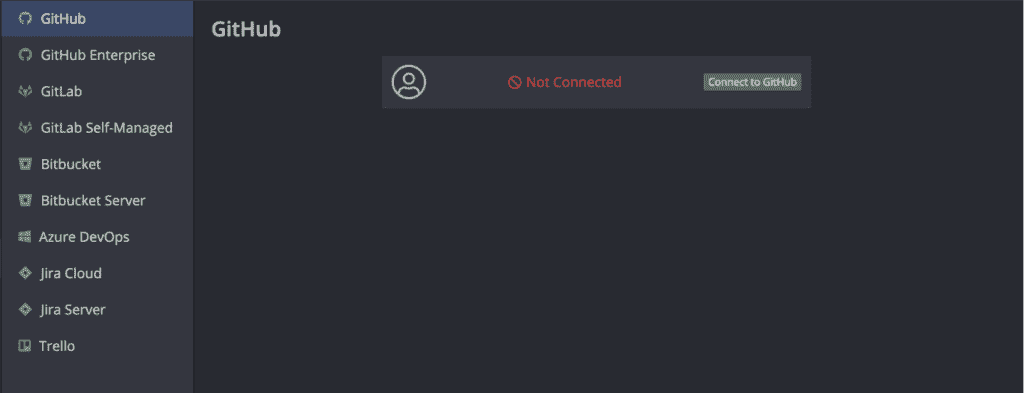 GitHub
GitHub Enterprise
GitLab
GitLab Self-Managed
Bitbucket
Bitbucket Server
Azure DevOps
Jira Cloud
Jira Server
Trello
GitHub
Not Connected
Connect to GitHub